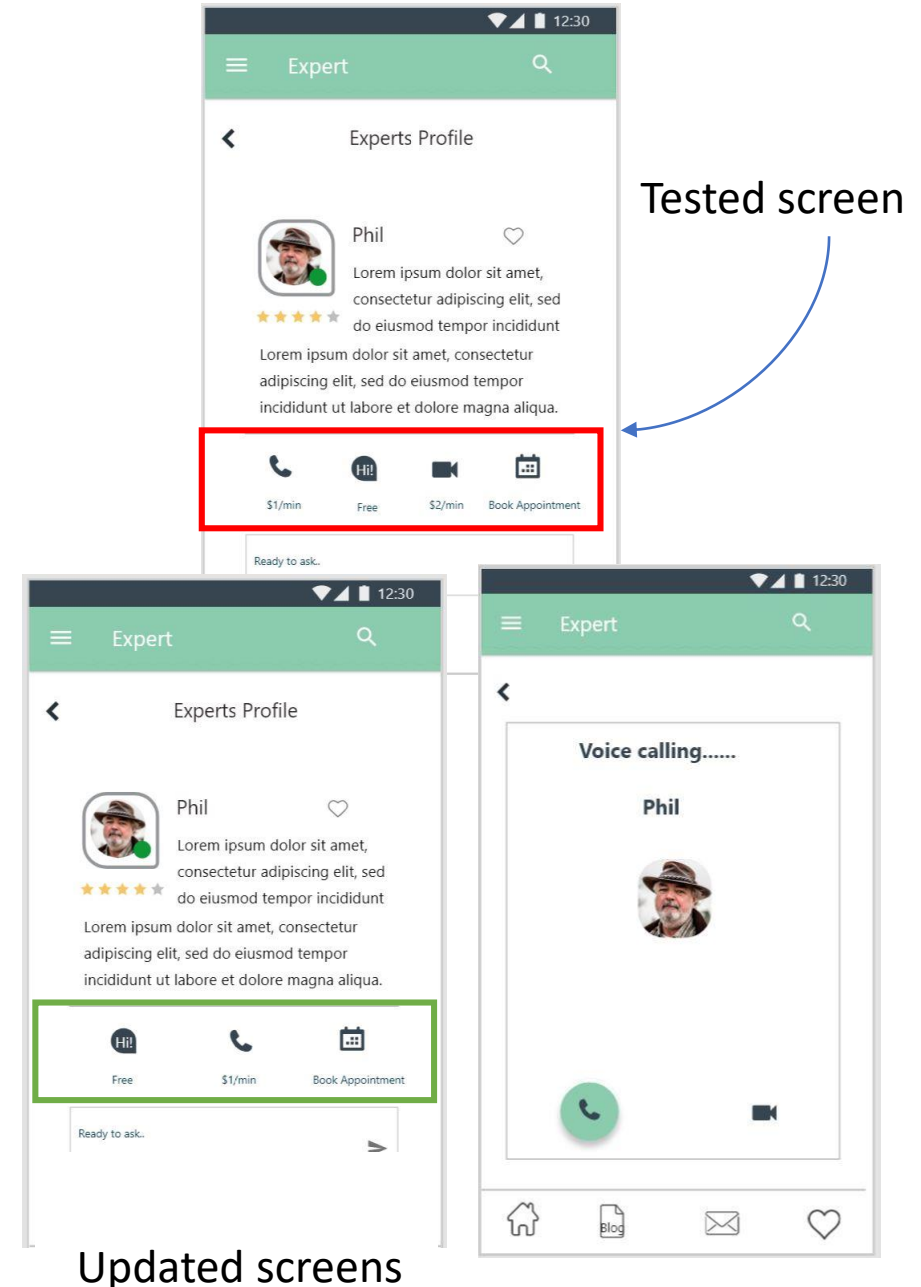 12:30
Expert
Experts Profile
Tested screen
Phil
Lorem ipsum dolor sit amet,
consectetur adipiscing elit, sed
do eiusmod tempor incididunt
Lorem ipsum dolor sit amet, consectetur
adipiscing elit, sed do eiusmod tempor
incididunt ut labore et dolore magna aliqua.
Hi!
$1/min
Free
$2/min
Book Appointment
Ready to ask..
12:30
Expert
Experts Profile
Phil
Lorem ipsum dolor sit amet,
consectetur adipiscing elit, sed
do eiusmod tempor incididunt
Lorem ipsum dolor sit amet, consectetur
adipiscing elit, sed do eiusmod tempor
incididunt ut labore et dolore magna aliqua.
Hi!
Free
$1/min
Book Appointment
Ready to ask..
12:30
Expert
Voice calling......
Phil
Blog
Updated screens